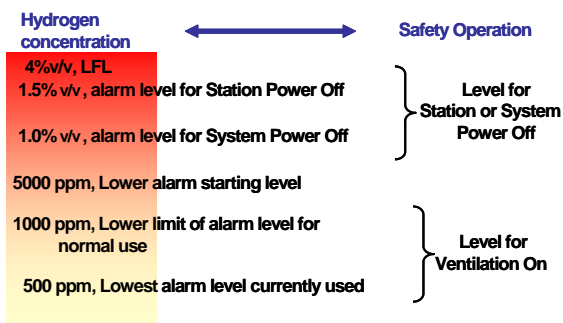 Hydrogen
concentration
Safety Operation
4%v/v, LFL
1.5% v/v , alarm level for Station Power Off
1.0% v/v , alarm level for System Power Off
Level for
Station or System
Power Off
5000 ppm, Lower alarm starting level
1000 ppm, Lower limit of alarm level for
normal use
500 ppm, Lowest alarm level currently used
Level for
Ventilation On